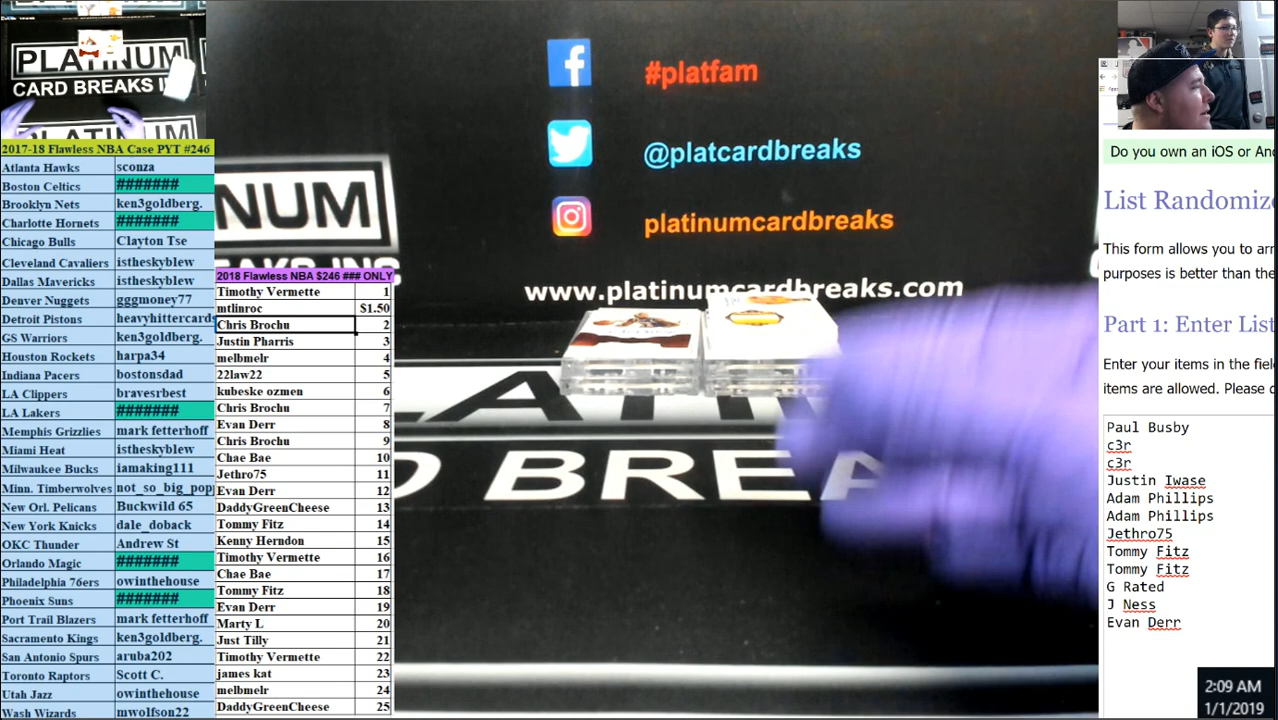 PLATINUM
CARD BREAKS
PLATINUM
2017-18 Flawless NBA Case PYT #246
Atlanta Hawks sconza
Boston Celtics #######
Brooklyn Nets ken3goldberg.
Charlotte Hornets #######
Chicago Bulls Clayton Tse
Cleveland Cavaliers istheskyblew
Dallas Mavericks istheskyblew
Denver Nuggets gggmoney77
Detroit Pistons heavyhittercards
GS Warriors ken3goldberg.
Houston Rockets harpa34
Indiana Pacers bostonsdad
LA Clippers bravesrbest
LA Lakers #######
Memphis Grizzlies mark fetterhoff
Miami Heat istheskyblew
Milwaukee Bucks iamaking111
Minn. Timberwolves not_so_big_pop
New Orl. Pelicans Buckwild 65
New York Knicks dale_doback
OKC Thunder Andrew St
Orlando Magic #######
Philadelphia 76ers owinthehouse
Phoenix Suns #######
Port Trail Blazers mark fetterhoff
Sacramento Kings ken3goldberg.
San Antonio Spurs aruba202
Toronto Raptors Scott C.
Utah Jazz owinthehouse
Wash Wizards mwolfson22
2018 Flawless NBA $246 ### ONLY
Timothy Vermette 1
mtlinroc $1.50
Chris Brochu 2
Justin Pharris 3
melbmelr 4
22law22 5
kubeske ozmen 6
Chris Brochu 7
Evan Derr 8
Chris Brochu 9
Chae Bae 10
Jethro75 11
Evan Derr 12
DaddyGreenCheese 13
Tommy Fitz 14
Kenny Herndon 15
Timothy Vermette 16
Chae Bae 17
Tommy Fitz 18
Evan Derr 19
Marty L 20
Just Tilly 21
Timothy Vermette 22
james kat 23
melbmelr 24
DaddyGreenCheese 25
NUM
#platfam
@platcardbreaks
platinumcardbreaks
www.platinumcardbreaks.com
D BREA
Do you own an iOS or And
List Randomize
This form allows you to arr
purposes is better than the
Part 1: Enter List
Enter your items in the fiel
items are allowed. Please d
Paul Busby
c3r
c3r
Justin Iwase
Adam Phillips
Adam Phillips
Jethro75
Tommy Fitz
Tommy Fitz
G Rated
J Ness
Evan Derr
2:09 AM
1/1/2019